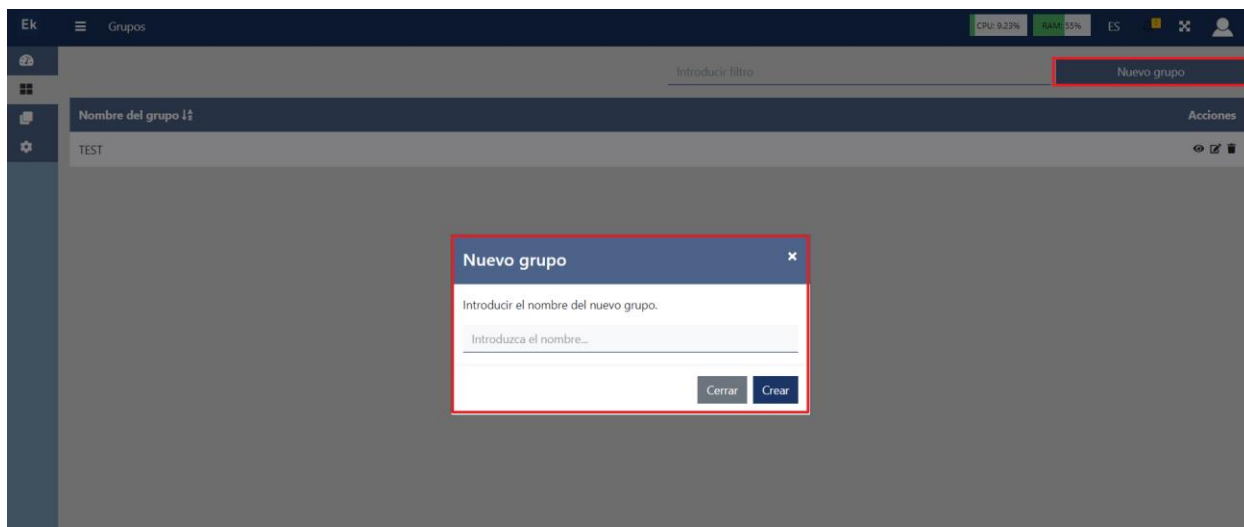 Ek Grupos CPU: 9.23% RAM: 55% ES
Introducir filtro Nuevo grupo
Nombre del grupo Acciones
TEST
Nuevo grupo
Introducir el nombre del nuevo grupo.
Introduzca el nombre...
Cerrar Crear